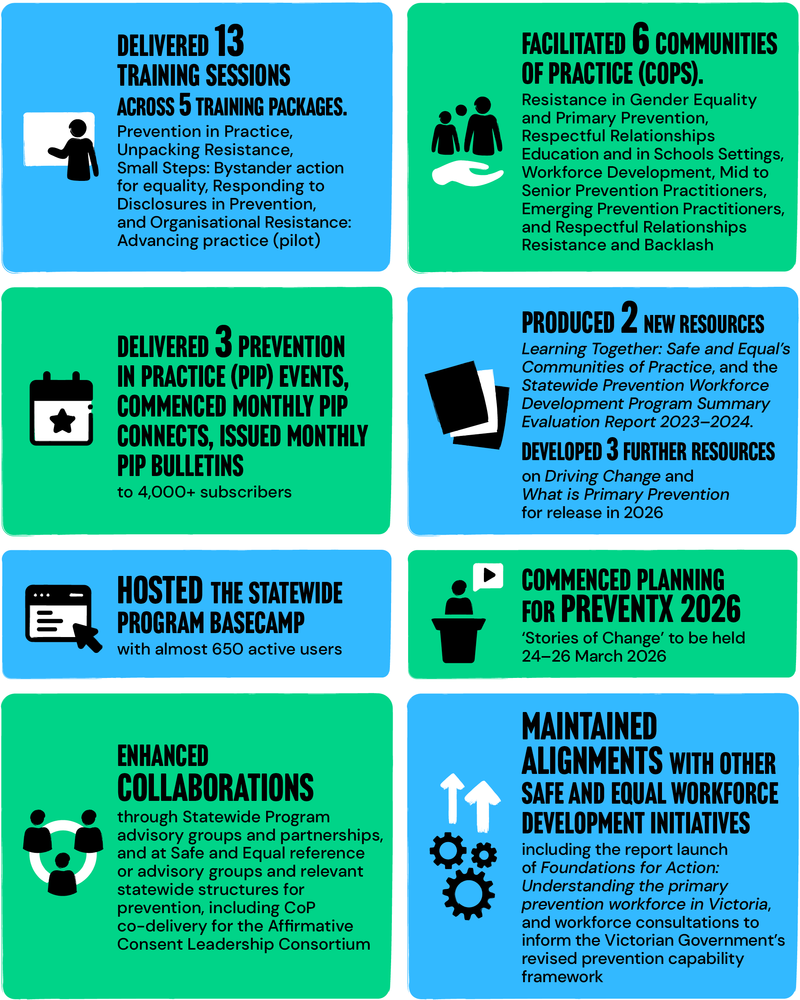 DELIVERED 13
TRAINING SESSIONS
ACROSS 5 TRAINING PACKAGES.
Prevention in Practice,
Unpacking Resistance,
Small Steps: Bystander action
for equality, Responding to
Disclosures in Prevention,
and Organisational Resistance:
Advancing practice (pilot)
FACILITATED 6 COMMUNITIES
OF PRACTICE (COPS).
Resistance in Gender Equality
and Primary Prevention,
Respectful Relationships
Education and in Schools Settings,
Workforce Development, Mid to
Senior Prevention Practitioners,
Emerging Prevention Practitioners,
and Respectful Relationships
Resistance and Backlash
DELIVERED 3 PREVENTION
IN PRACTICE (PIP) EVENTS,
COMMENCED MONTHLY PIP
CONNECTS, ISSUED MONTHLY
PIP BULLETINS
to 4,000+ subscribers
PRODUCED 2 NEW RESOURCES
Learning Together: Safe and Equal’s
Communities of Practice, and the
Statewide Prevention Workforce
Development Program Summary
Evaluation Report 2023–2024.
DEVELOPED 3 FURTHER RESOURCES
on Driving Change and
What is Primary Prevention
for release in 2026
HOSTED THE STATEWIDE
PROGRAM BASECAMP
with almost 650 active users
COMMENCED PLANNING
FOR PREVENTX 2026
‘Stories of Change’ to be held
24–26 March 2026
ENHANCED
COLLABORATIONS
through Statewide Program
advisory groups and partnerships,
and at Safe and Equal reference
or advisory groups and relevant
statewide structures for
prevention, including CoP
co-delivery for the Affirmative
Consent Leadership Consortium
MAINTAINED
ALIGNMENTS WITH OTHER
SAFE AND EQUAL WORKFORCE
DEVELOPMENT INITIATIVES
including the report launch
of Foundations for Action:
Understanding the primary
prevention workforce in Victoria,
and workforce consultations to
inform the Victorian Government’s
revised prevention capability
framework